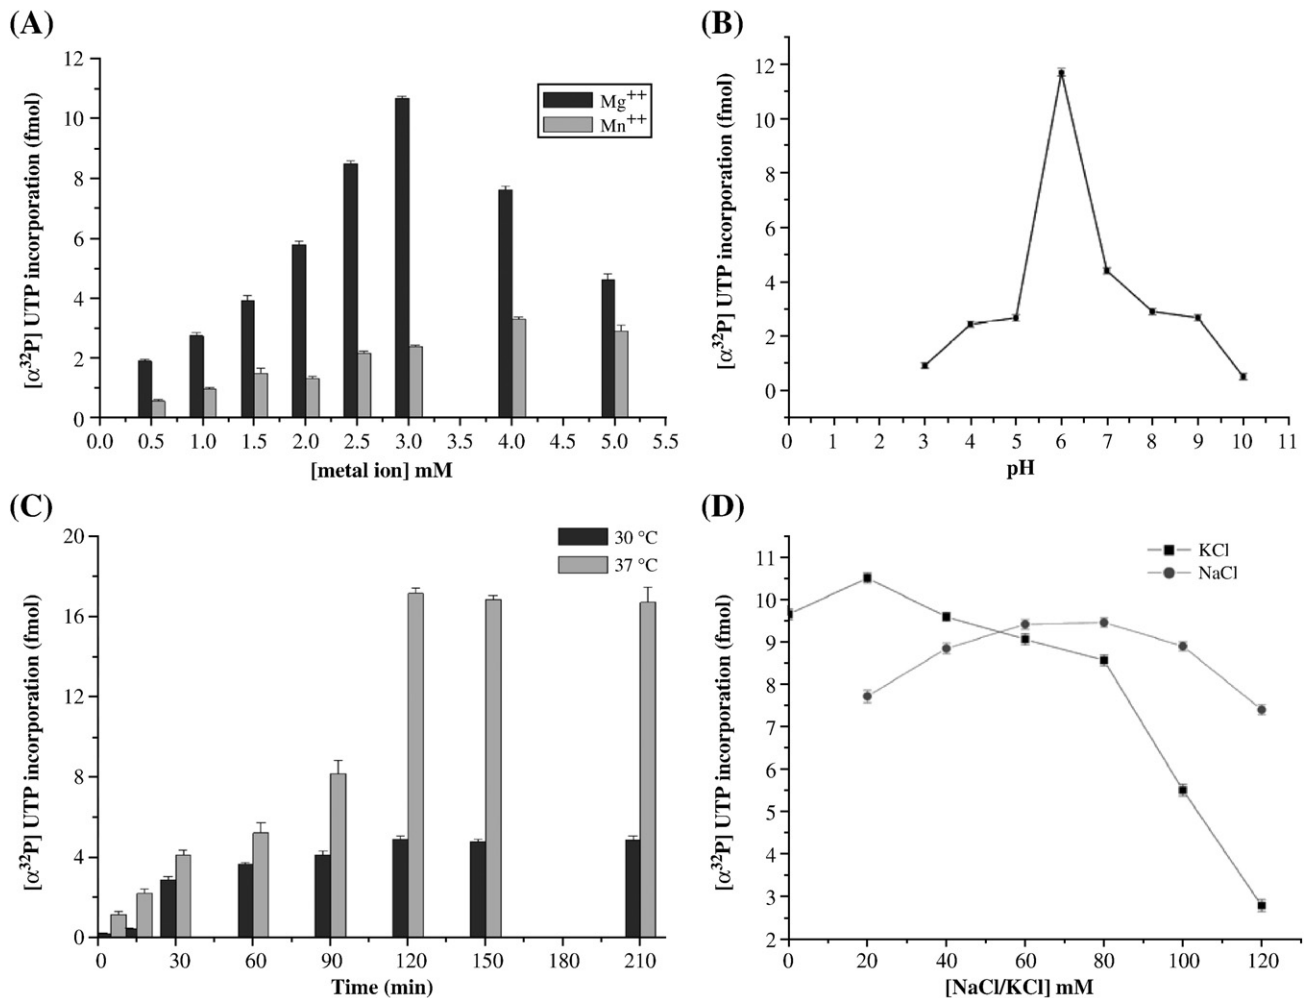 (A)
12
10
8
6
4
2
0
[α³²P] UTP incorporation (fmol)
Mg⁺⁺
Mn⁺⁺
0.0 0.5 1.0 1.5 2.0 2.5 3.0 3.5 4.0 4.5 5.0 5.5
[metal ion] mM
(B)
12
10
8
6
4
2
0
[α³²P] UTP incorporation (fmol)
0 1 2 3 4 5 6 7 8 9 10 11
pH
(C)
20
16
12
8
4
0
[α³²P] UTP incorporation (fmol)
30 °C
37 °C
0 30 60 90 120 150 180 210
Time (min)
(D)
11
10
9
8
7
6
5
4
3
2
[α³²P] UTP incorporation (fmol)
KCl
NaCl
0 20 40 60 80 100 120
[NaCl/KCl] mM